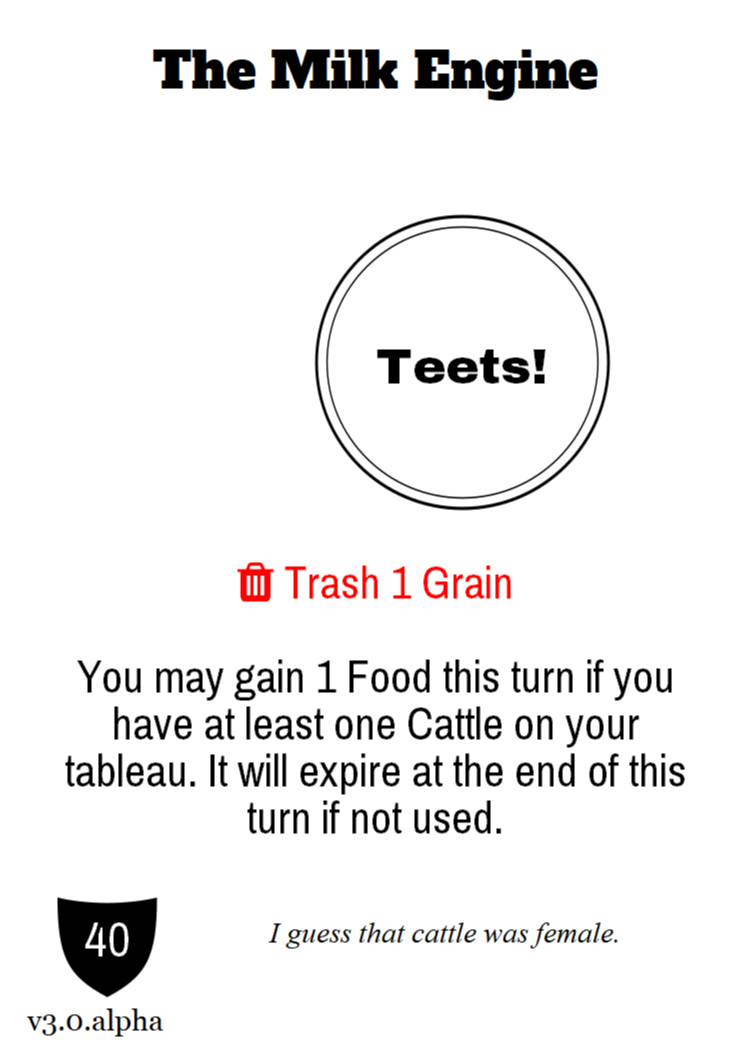 The Milk Engine
Teets!
Trash 1 Grain
You may gain 1 Food this turn if you
have at least one Cattle on your
tableau. It will expire at the end of this
turn if not used.
40
I guess that cattle was female.
v3.0.alpha